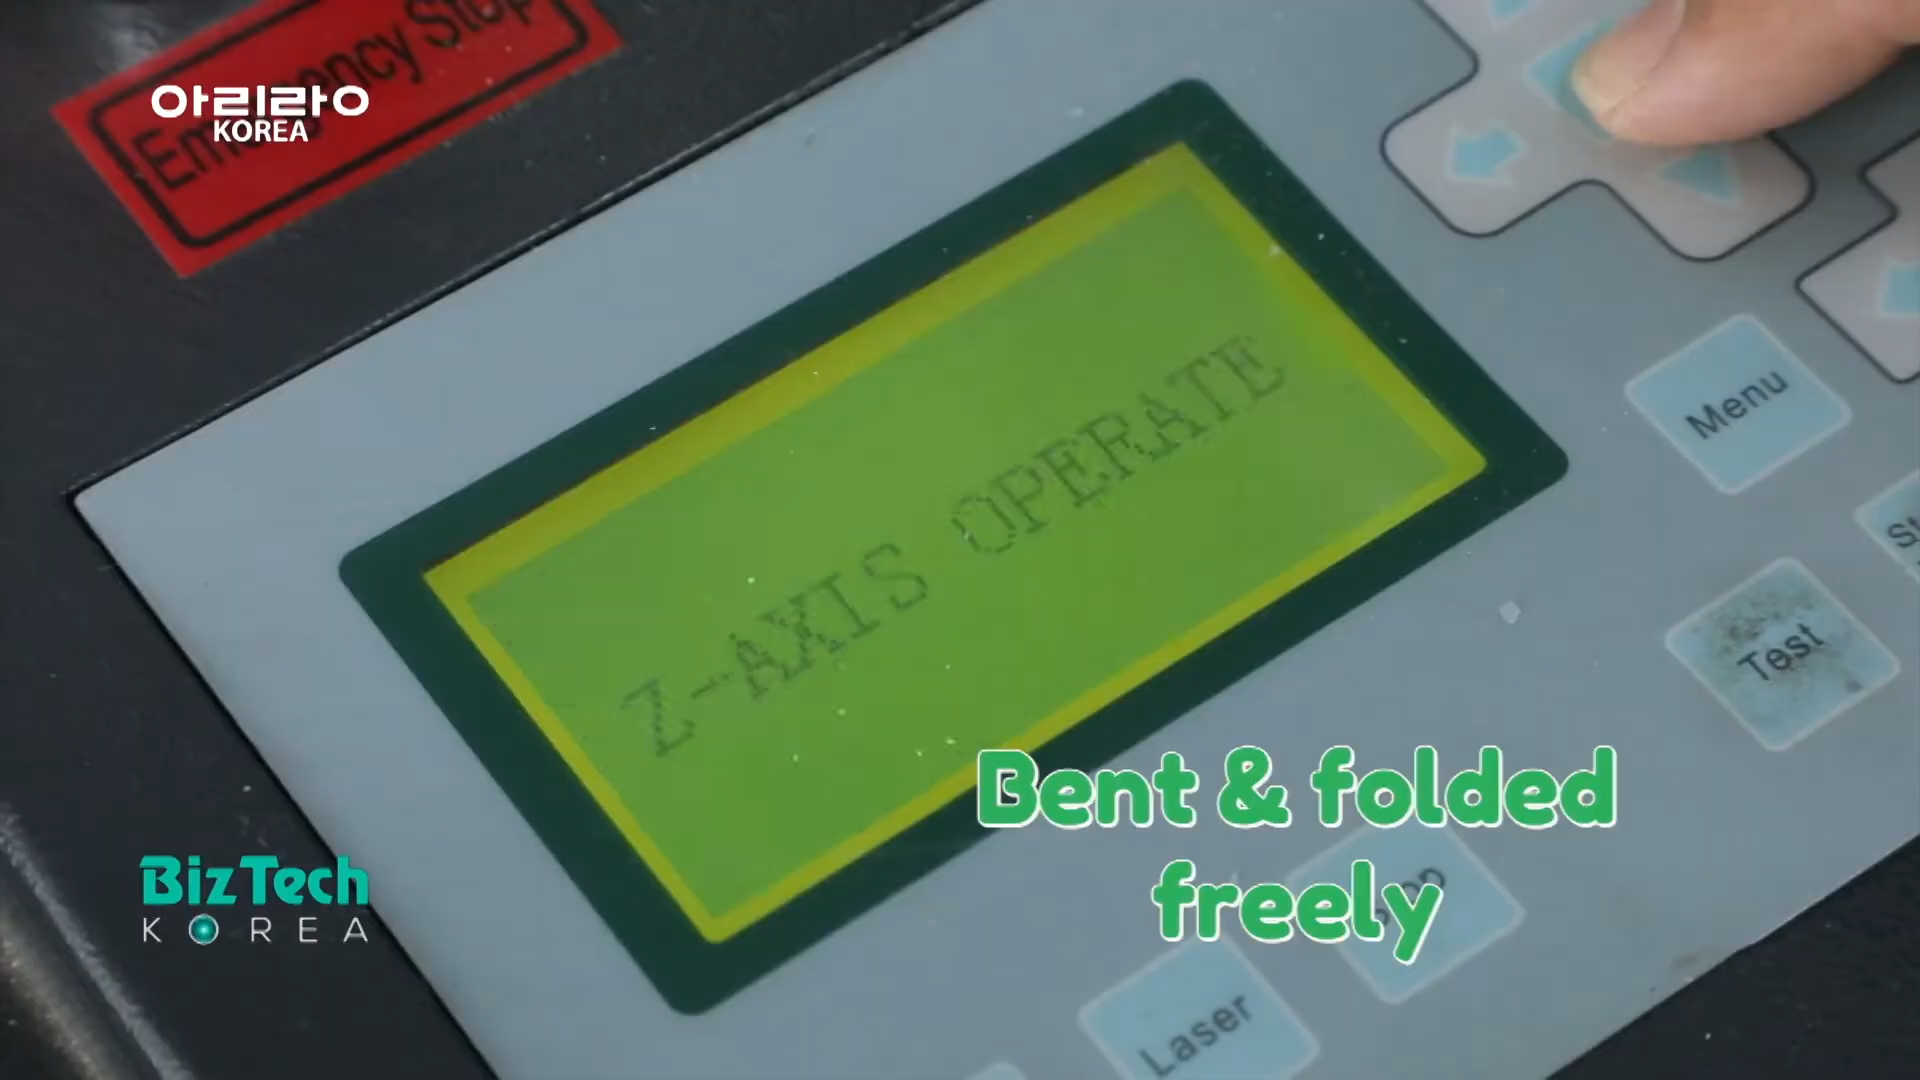 Emergency Stop
아리랑
KOREA
Z-AXIS OPERATE
Menu
Test
Bent & folded
freely
BizTech
KOREA
Laser